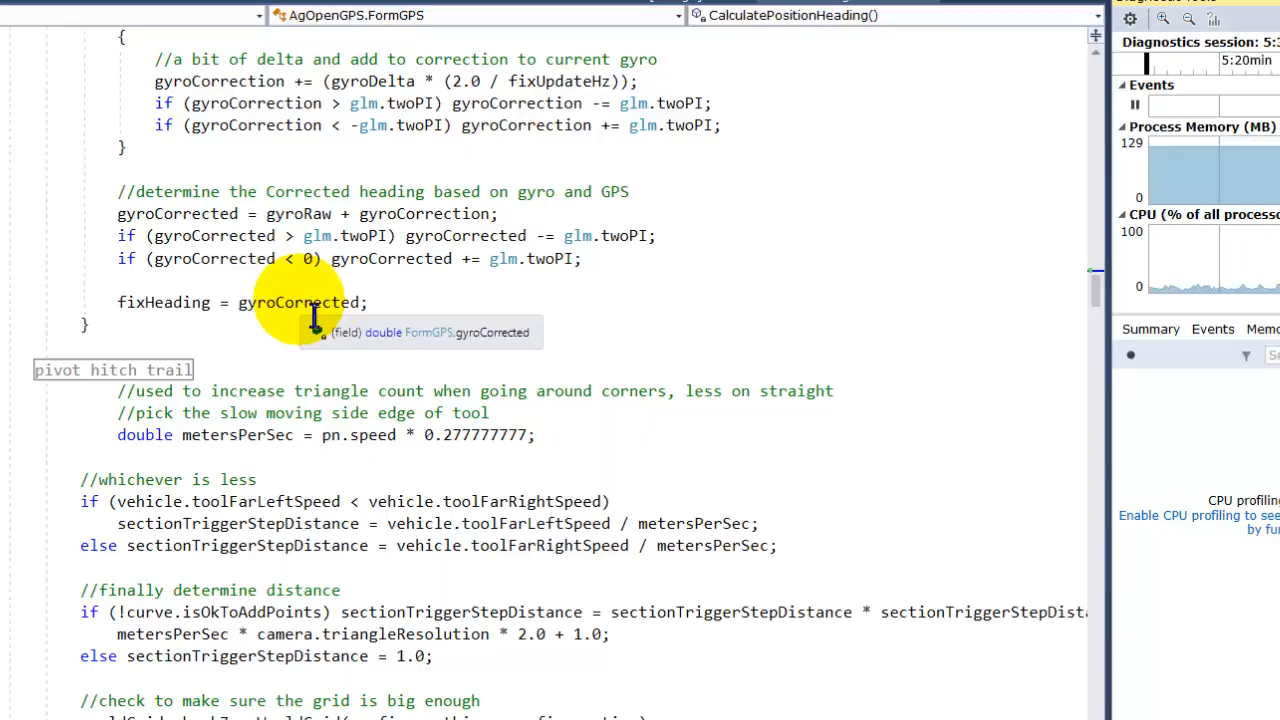 AgOpenGPS.FormGPS
CalculatePositionHeading()
{
//a bit of delta and add to correction to current gyro
gyroCorrection += (gyroDelta * (2.0 / fixUpdateHz));
if (gyroCorrection > glm.twoPI) gyroCorrection -= glm.twoPI;
if (gyroCorrection < -glm.twoPI) gyroCorrection += glm.twoPI;
}
//determine the Corrected heading based on gyro and GPS
gyroCorrected = gyroRaw + gyroCorrection;
if (gyroCorrected > glm.twoPI) gyroCorrected -= glm.twoPI;
if (gyroCorrected < 0) gyroCorrected += glm.twoPI;
fixHeading = gyroCorrected;
}
(field) double FormGPS.gyroCorrected
pivot hitch trail
//used to increase triangle count when going around corners, less on straight
//pick the slow moving side edge of tool
double metersPerSec = pn.speed * 0.277777777;
//whichever is less
if (vehicle.toolFarLeftSpeed < vehicle.toolFarRightSpeed)
sectionTriggerStepDistance = vehicle.toolFarLeftSpeed / metersPerSec;
else sectionTriggerStepDistance = vehicle.toolFarRightSpeed / metersPerSec;
//finally determine distance
if (!curve.isOkToAddPoints) sectionTriggerStepDistance = sectionTriggerStepDistance * sectionTriggerStepDista
metersPerSec * camera.triangleResolution * 2.0 + 1.0;
else sectionTriggerStepDistance = 1.0;
//check to make sure the grid is big enough
Diagnostics session: 5:3
5:20min
Events
Process Memory (MB)
129
0
CPU (% of all processo
100
0
Summary Events Memo
Se
CPU profiling
Enable CPU profiling to see
by fun